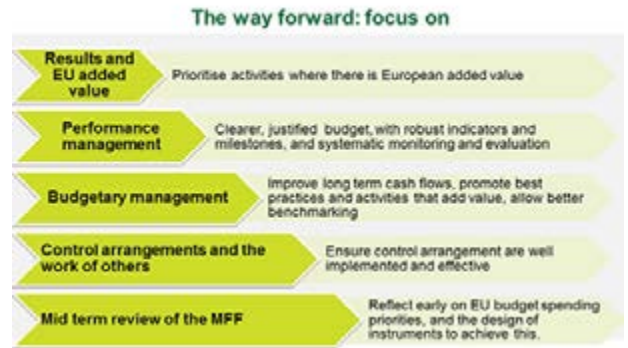 The way forward: focus on
Results and
EU added
value
Prioritise activities where there is European added value
Performance
management
Clearer, justified budget, with robust indicators and
milestones, and systematic monitoring and evaluation
Budgetary management
Improve long term cash flows, promote best
practices and activities that add value, allow better
benchmarking
Control arrangements and the
work of others
Ensure control arrangement are well
implemented and effective
Mid term review of the MFF
Reflect early on EU budget spending
priorities, and the design of
instruments to achieve this.